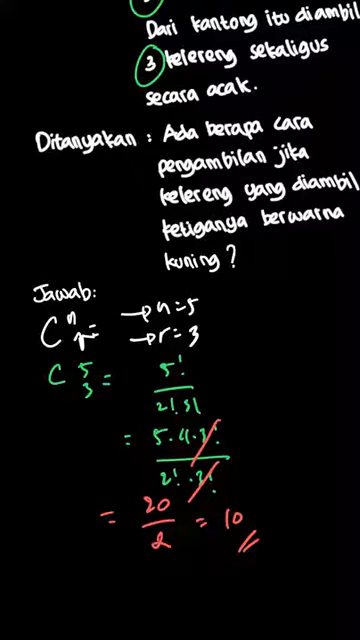 Dari kantong itu diambil
3 kelereng sekaligus
secara acak.
Ditanyakan : Ada berapa cara
pengambilan jika
kelereng yang diambil
ketiganya berwarna
kuning?
Jawab:
C n r = → n = 5
→ r = 3
C 5 3 = 5! / 2! 3!
= 5·4·3! / 2!·3!
= 20 / 2 = 10 //